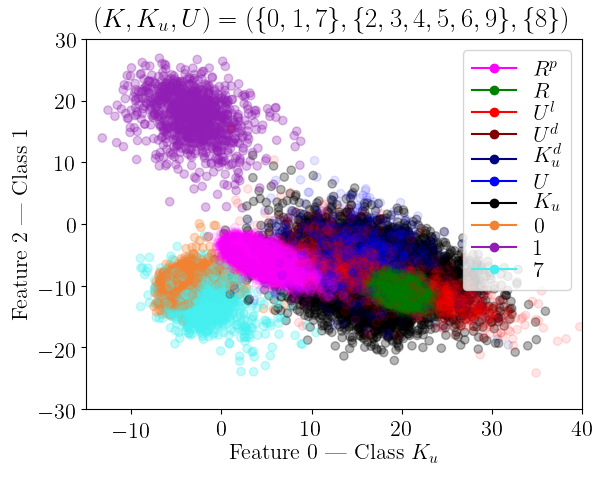 (K, K_u, U) = ({0, 1, 7}, {2, 3, 4, 5, 6, 9}, {8})
30
20
10
0
−10
−20
−30
Feature 2 — Class 1
R^p
R
U^l
U^d
K_u^d
U
K_u
0
1
7
−10
0
10
20
30
40
Feature 0 — Class K_u